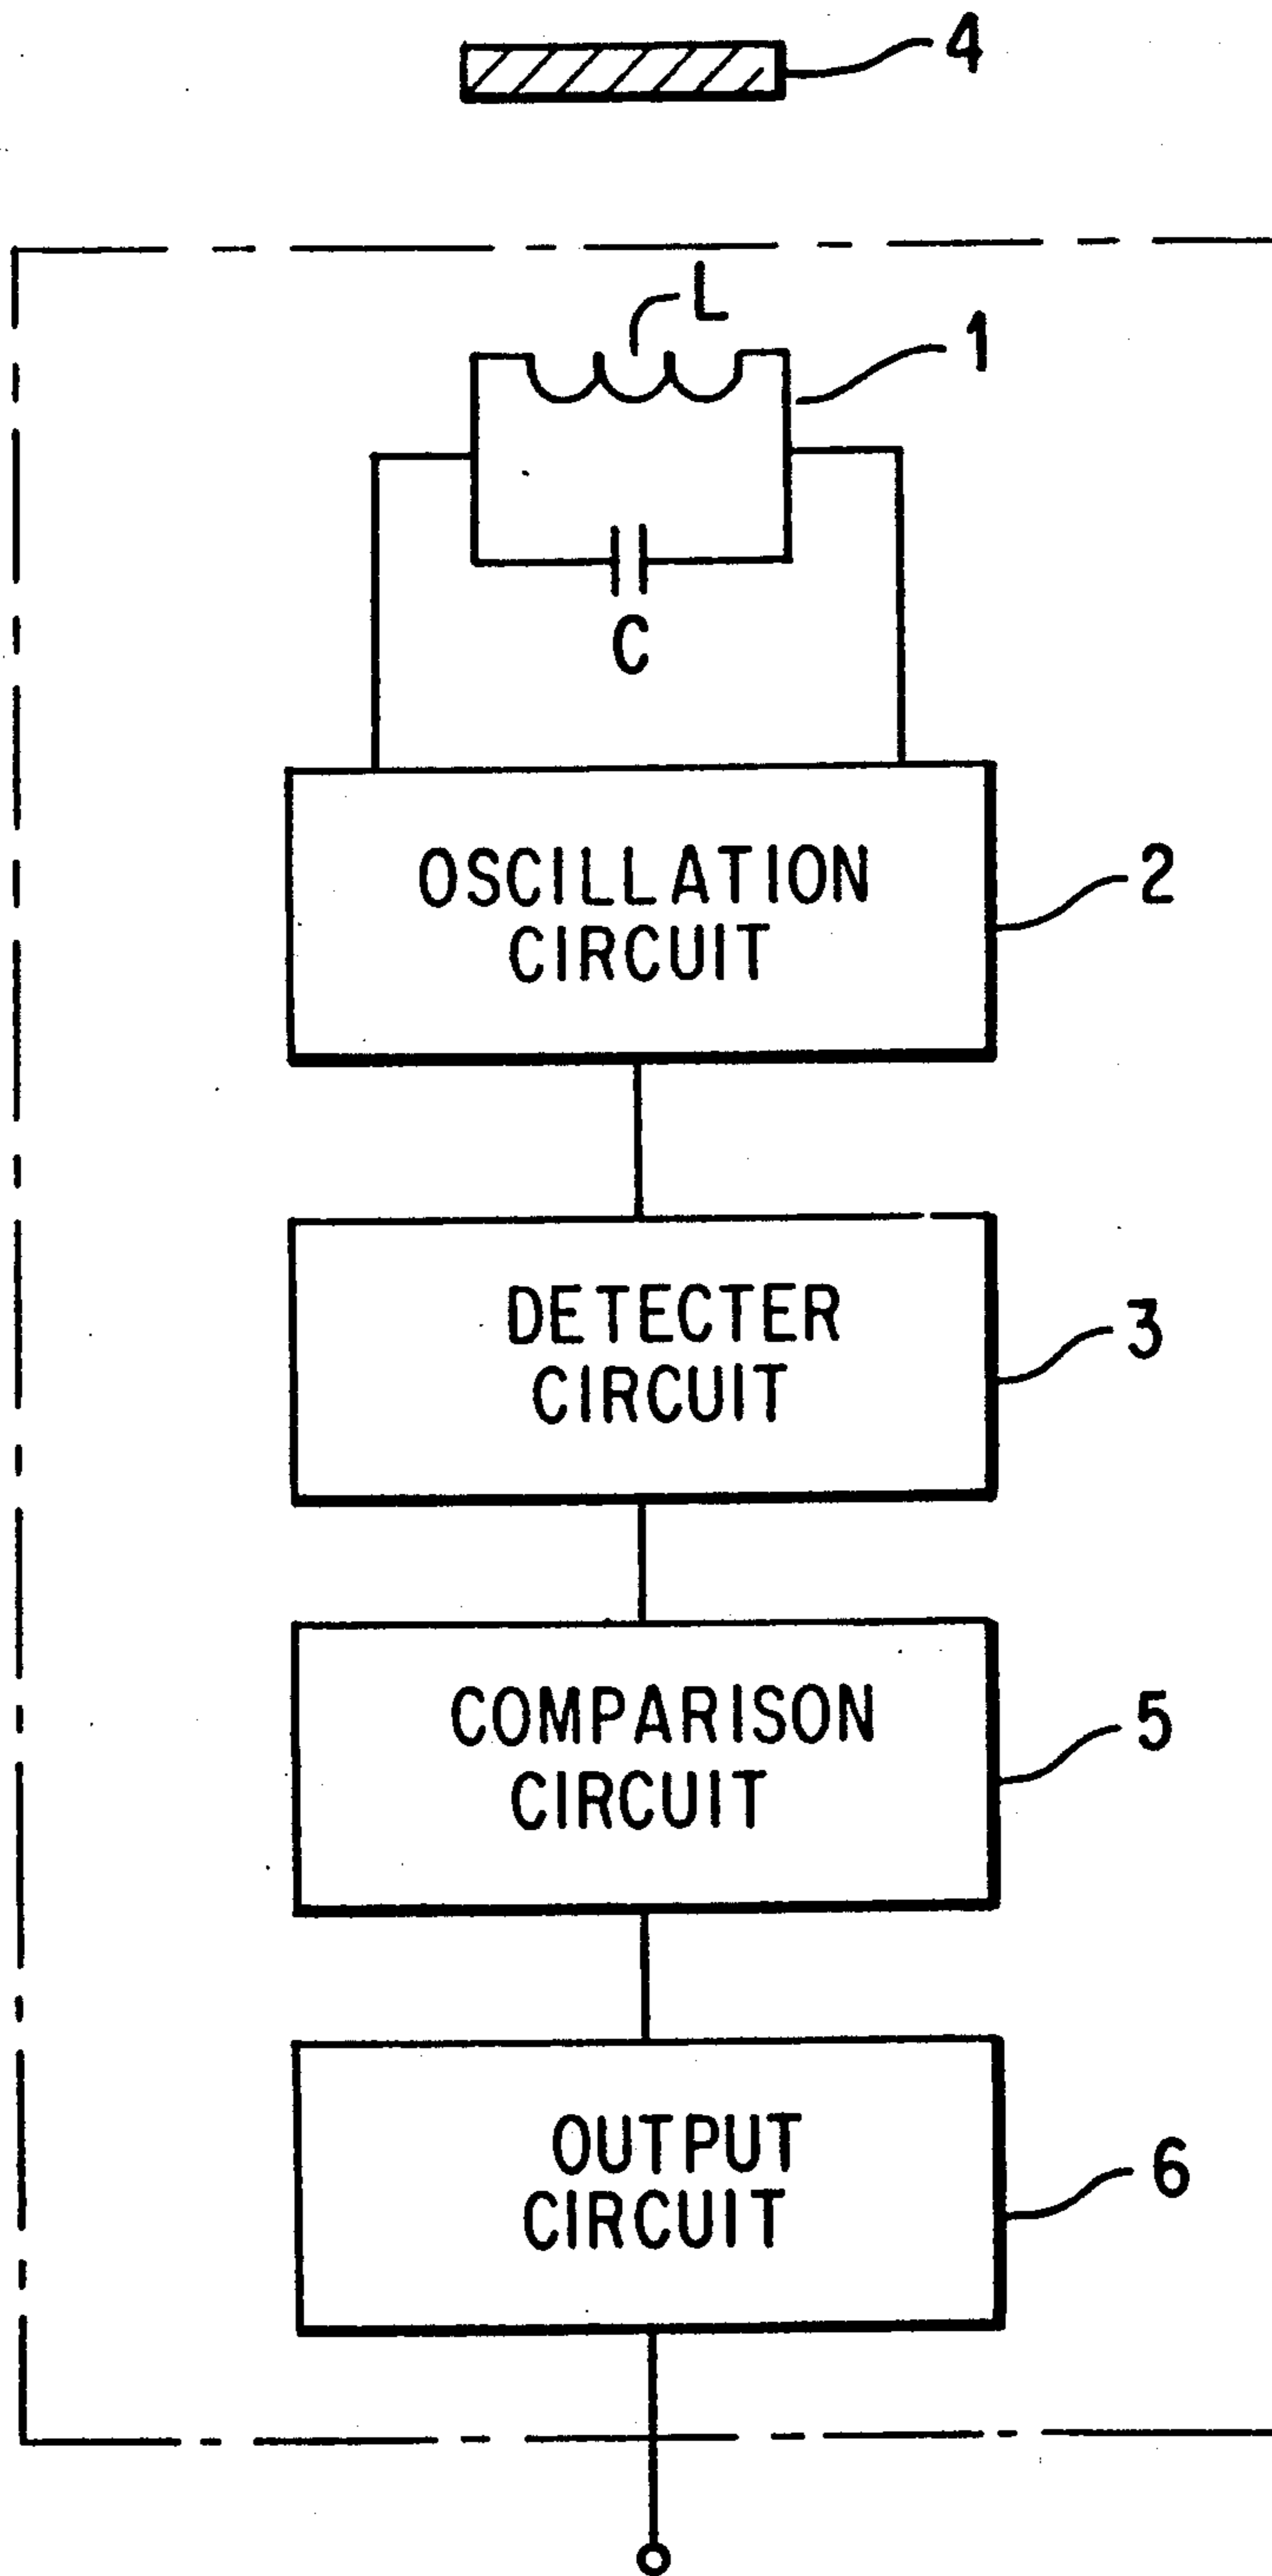 4
L
1
C
OSCILLATION
CIRCUIT
2
DETECTER
CIRCUIT
3
COMPARISON
CIRCUIT
5
OUTPUT
CIRCUIT
6